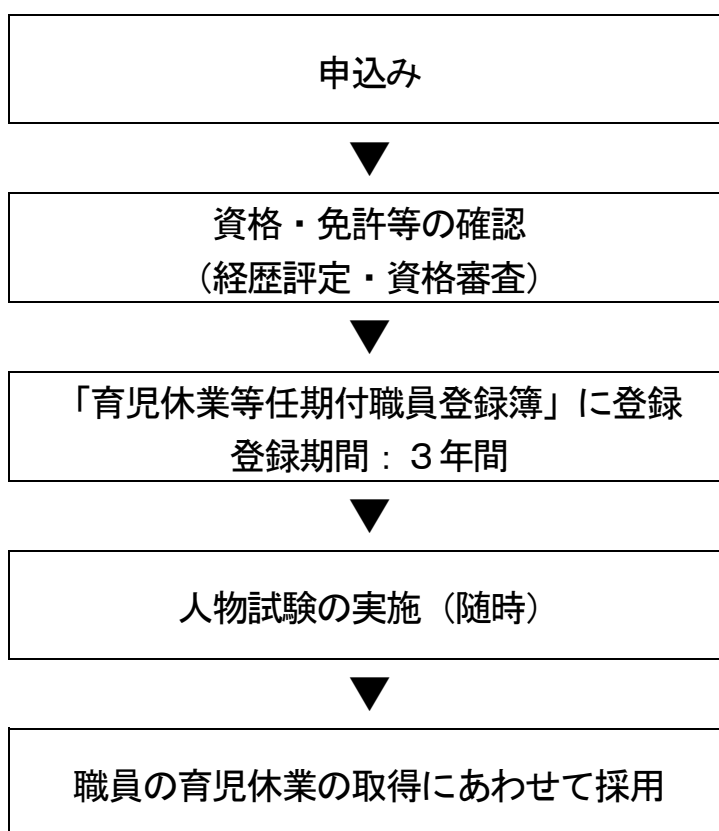 申込み
▼
資格・免許等の確認
（経歴評定・資格審査）
▼
「育児休業等任期付職員登録簿」に登録
登録期間：３年間
▼
人物試験の実施（随時）
▼
職員の育児休業の取得にあわせて採用